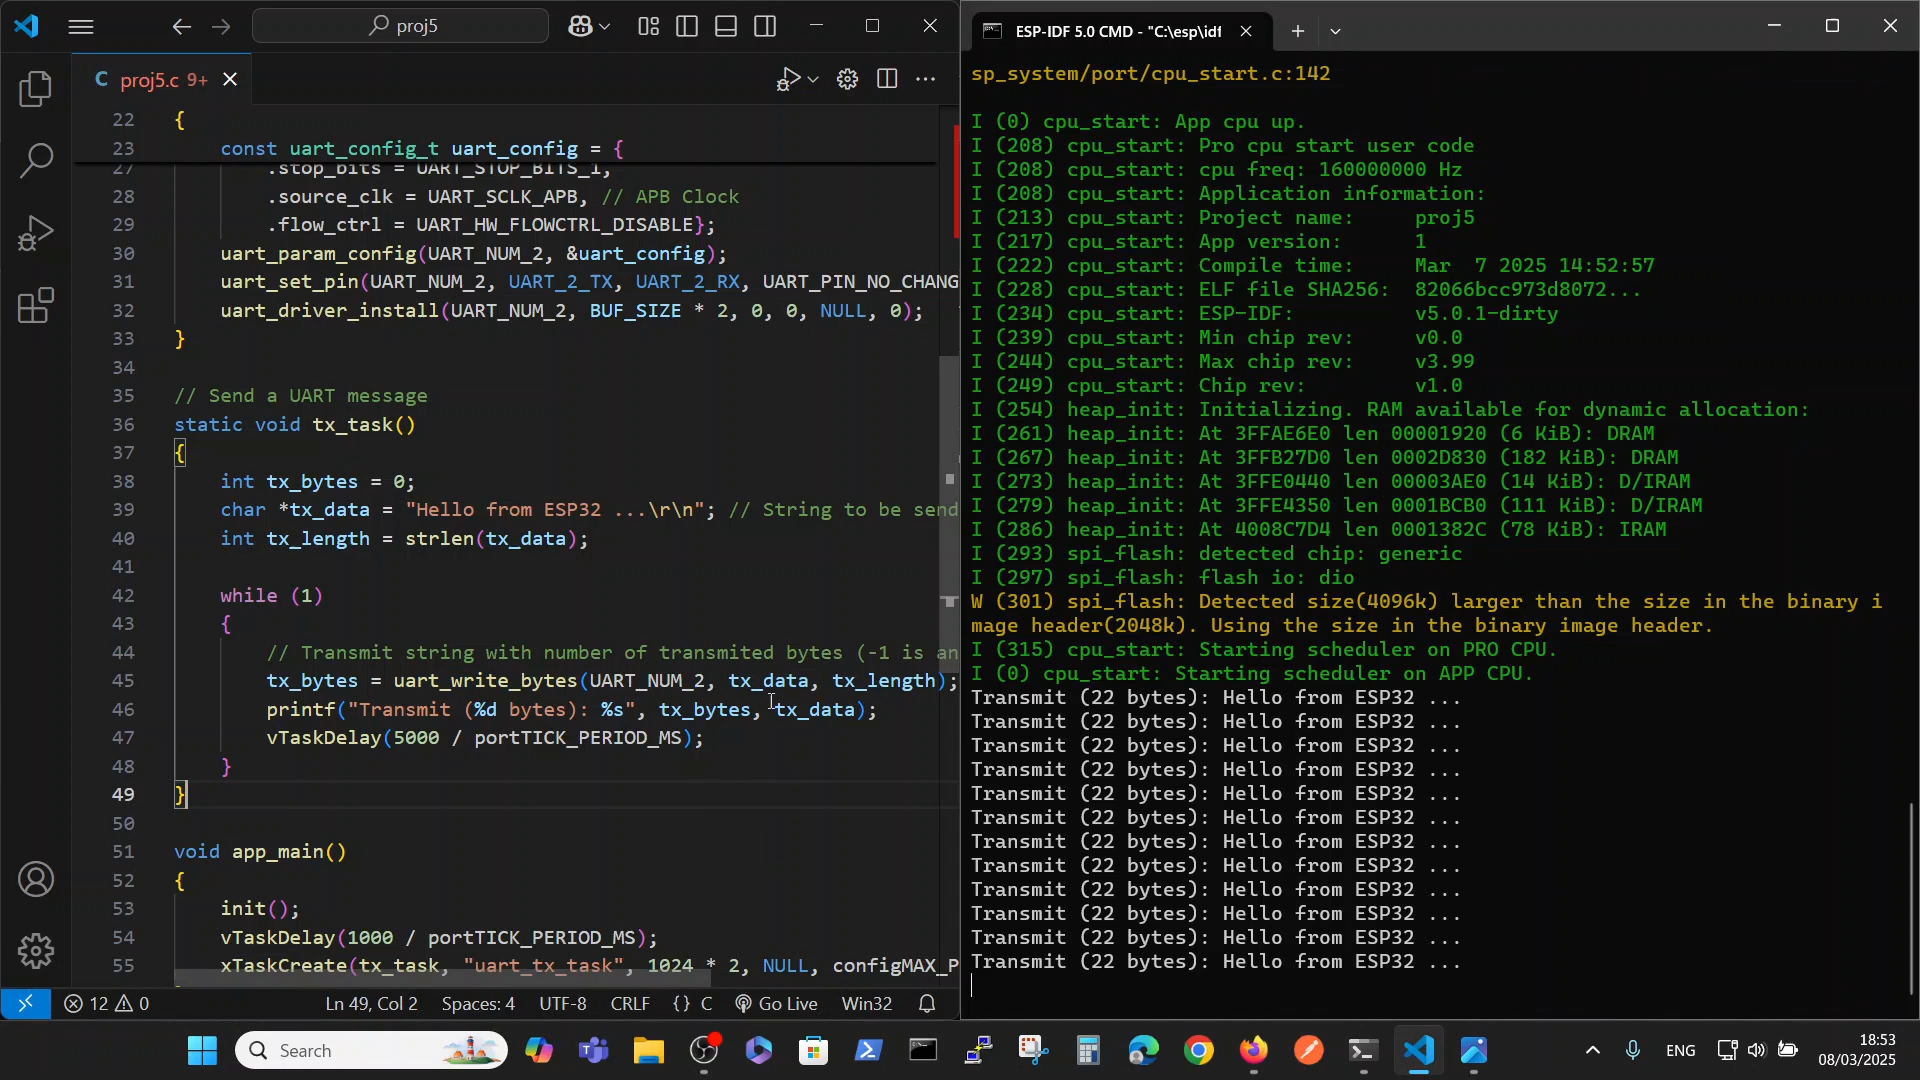 proj5
C proj5.c 9+
22 {
23 const uart_config_t uart_config = {
27 .stop_bits = UART_STOP_BITS_1,
28 .source_clk = UART_SCLK_APB, // APB Clock
29 .flow_ctrl = UART_HW_FLOWCTRL_DISABLE};
30 uart_param_config(UART_NUM_2, &uart_config);
31 uart_set_pin(UART_NUM_2, UART_2_TX, UART_2_RX, UART_PIN_NO_CHANG
32 uart_driver_install(UART_NUM_2, BUF_SIZE * 2, 0, 0, NULL, 0);
33 }
34
35 // Send a UART message
36 static void tx_task()
37 {
38 int tx_bytes = 0;
39 char *tx_data = "Hello from ESP32 ...\r\n"; // String to be send
40 int tx_length = strlen(tx_data);
41
42 while (1)
43 {
44 // Transmit string with number of transmited bytes (-1 is an
45 tx_bytes = uart_write_bytes(UART_NUM_2, tx_data, tx_length);
46 printf("Transmit (%d bytes): %s", tx_bytes, tx_data);
47 vTaskDelay(5000 / portTICK_PERIOD_MS);
48 }
49 }
50
51 void app_main()
52 {
53 init();
54 vTaskDelay(1000 / portTICK_PERIOD_MS);
55 xTaskCreate(tx_task, "uart_tx_task", 1024 * 2, NULL, configMAX_P
12 0 Ln 49, Col 2 Spaces: 4 UTF-8 CRLF {} C Go Live Win32
ESP-IDF 5.0 CMD - "C:\esp\idf
sp_system/port/cpu_start.c:142
I (0) cpu_start: App cpu up.
I (208) cpu_start: Pro cpu start user code
I (208) cpu_start: cpu freq: 160000000 Hz
I (208) cpu_start: Application information:
I (213) cpu_start: Project name: proj5
I (217) cpu_start: App version: 1
I (222) cpu_start: Compile time: Mar 7 2025 14:52:57
I (228) cpu_start: ELF file SHA256: 82066bcc973d8072...
I (234) cpu_start: ESP-IDF: v5.0.1-dirty
I (239) cpu_start: Min chip rev: v0.0
I (244) cpu_start: Max chip rev: v3.99
I (249) cpu_start: Chip rev: v1.0
I (254) heap_init: Initializing. RAM available for dynamic allocation:
I (261) heap_init: At 3FFAE6E0 len 00001920 (6 KiB): DRAM
I (267) heap_init: At 3FFB27D0 len 0002D830 (182 KiB): DRAM
I (273) heap_init: At 3FFE0440 len 00003AE0 (14 KiB): D/IRAM
I (279) heap_init: At 3FFE4350 len 0001BCB0 (111 KiB): D/IRAM
I (286) heap_init: At 4008C7D4 len 0001382C (78 KiB): IRAM
I (293) spi_flash: detected chip: generic
I (297) spi_flash: flash io: dio
W (301) spi_flash: Detected size(4096k) larger than the size in the binary i
mage header(2048k). Using the size in the binary image header.
I (315) cpu_start: Starting scheduler on PRO CPU.
I (0) cpu_start: Starting scheduler on APP CPU.
Transmit (22 bytes): Hello from ESP32 ...
Transmit (22 bytes): Hello from ESP32 ...
Transmit (22 bytes): Hello from ESP32 ...
Transmit (22 bytes): Hello from ESP32 ...
Transmit (22 bytes): Hello from ESP32 ...
Transmit (22 bytes): Hello from ESP32 ...
Transmit (22 bytes): Hello from ESP32 ...
Transmit (22 bytes): Hello from ESP32 ...
Transmit (22 bytes): Hello from ESP32 ...
Transmit (22 bytes): Hello from ESP32 ...
Transmit (22 bytes): Hello from ESP32 ...
Transmit (22 bytes): Hello from ESP32 ...
Search
ENG
18:53
08/03/2025